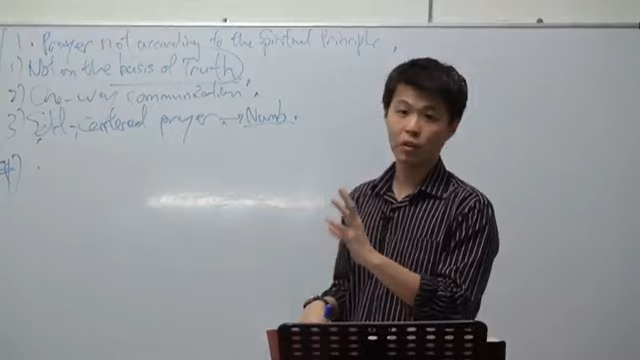 1. Prayer not according to the Spiritual Principle.
1) Not on the basis of Truth
2) One-way communication.
3) Self-centered prayer → Numb.